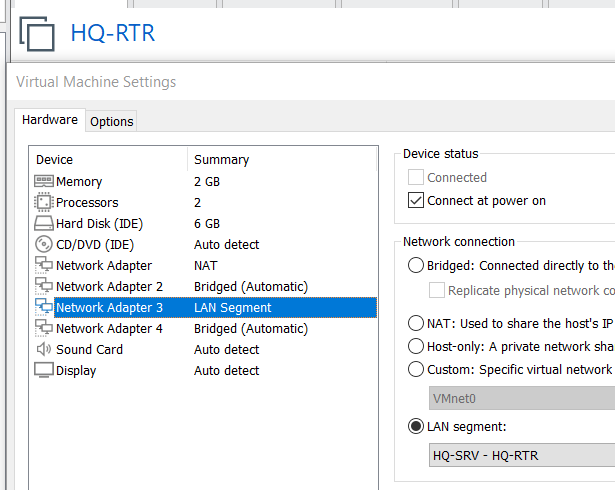 HQ-RTR
Virtual Machine Settings
Hardware Options
Device Summary
Memory 2 GB
Processors 2
Hard Disk (IDE) 6 GB
CD/DVD (IDE) Auto detect
Network Adapter NAT
Network Adapter 2 Bridged (Automatic)
Network Adapter 3 LAN Segment
Network Adapter 4 Bridged (Automatic)
Sound Card Auto detect
Display Auto detect
Device status
Connected
Connect at power on
Network connection
Bridged: Connected directly to th
Replicate physical network co
NAT: Used to share the host's IP
Host-only: A private network sha
Custom: Specific virtual network
VMnet0
LAN segment:
HQ-SRV - HQ-RTR